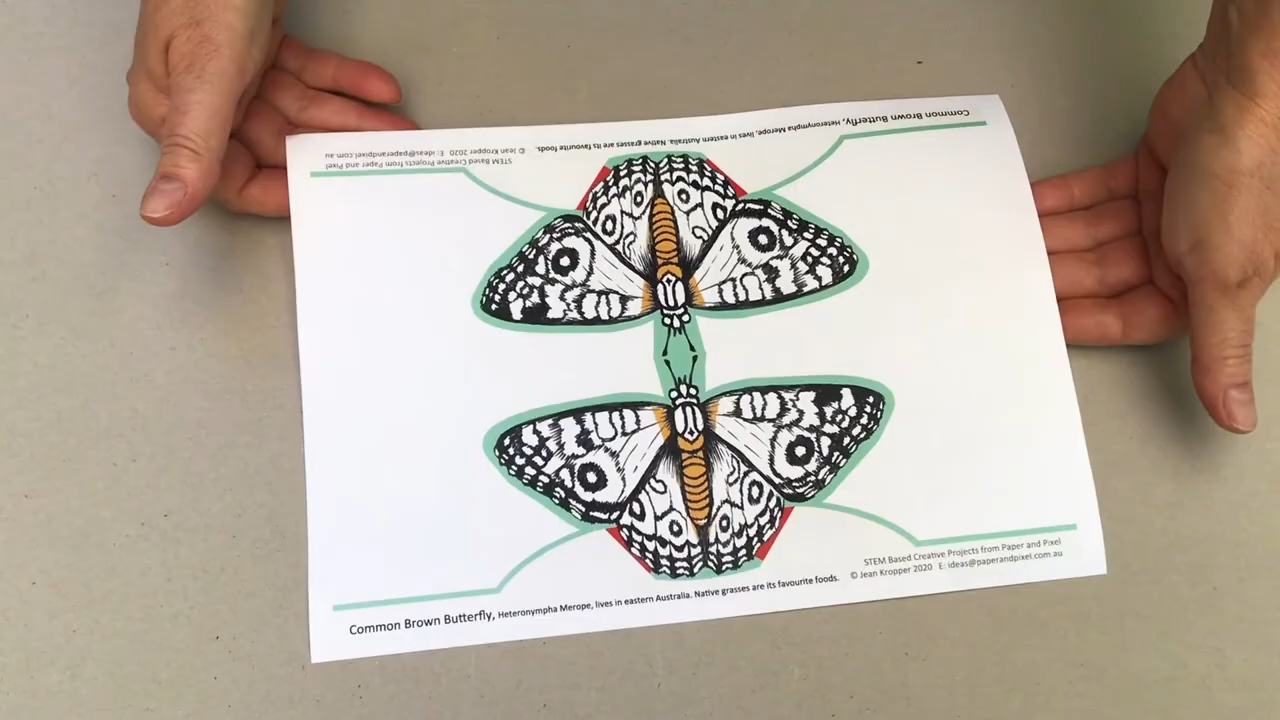 Common Brown Butterfly, Heteronympha Merope, lives in eastern Australia. Native grasses are its favourite foods.
STEM Based Creative Projects from Paper and Pixel
© Jean Kropper 2020 E: ideas@paperandpixel.com.au
Common Brown Butterfly, Heteronympha Merope, lives in eastern Australia. Native grasses are its favourite foods.
STEM Based Creative Projects from Paper and Pixel
© Jean Kropper 2020 E: ideas@paperandpixel.com.au